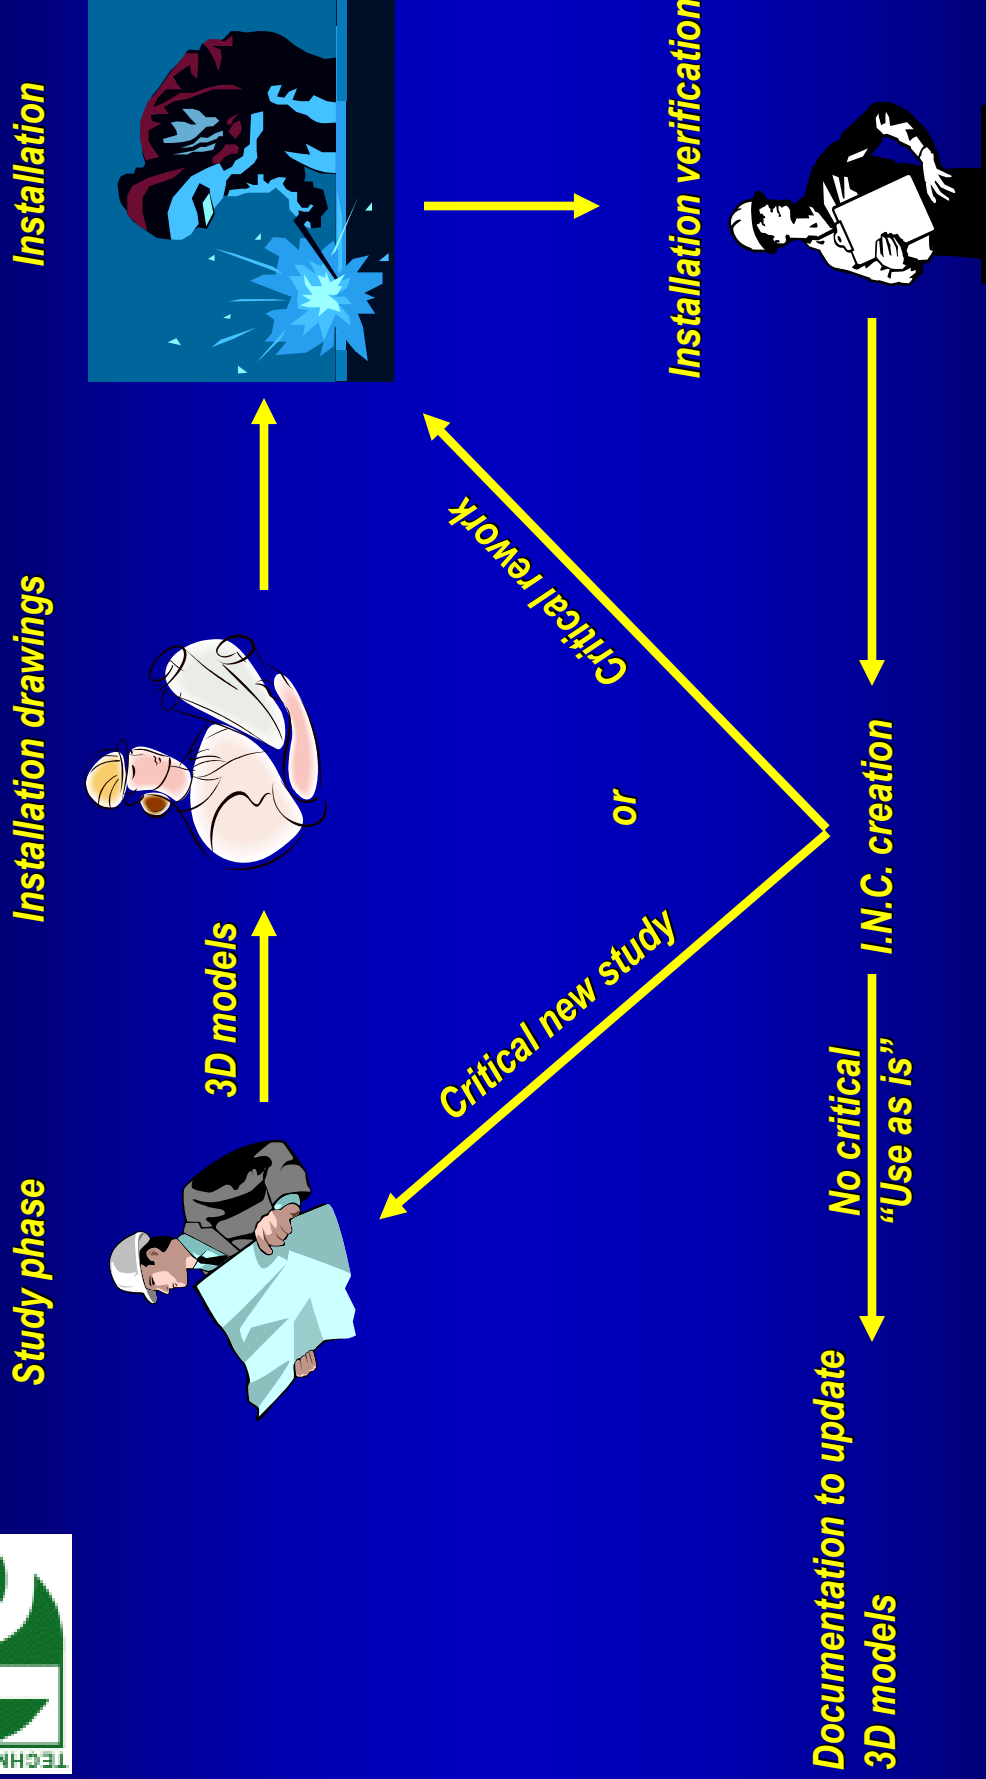 Study phase
Installation drawings
Installation
3D models
Critical new study
or
Critical rework
Installation verification
I.N.C. creation
No critical
“Use as is”
Documentation to update
3D models